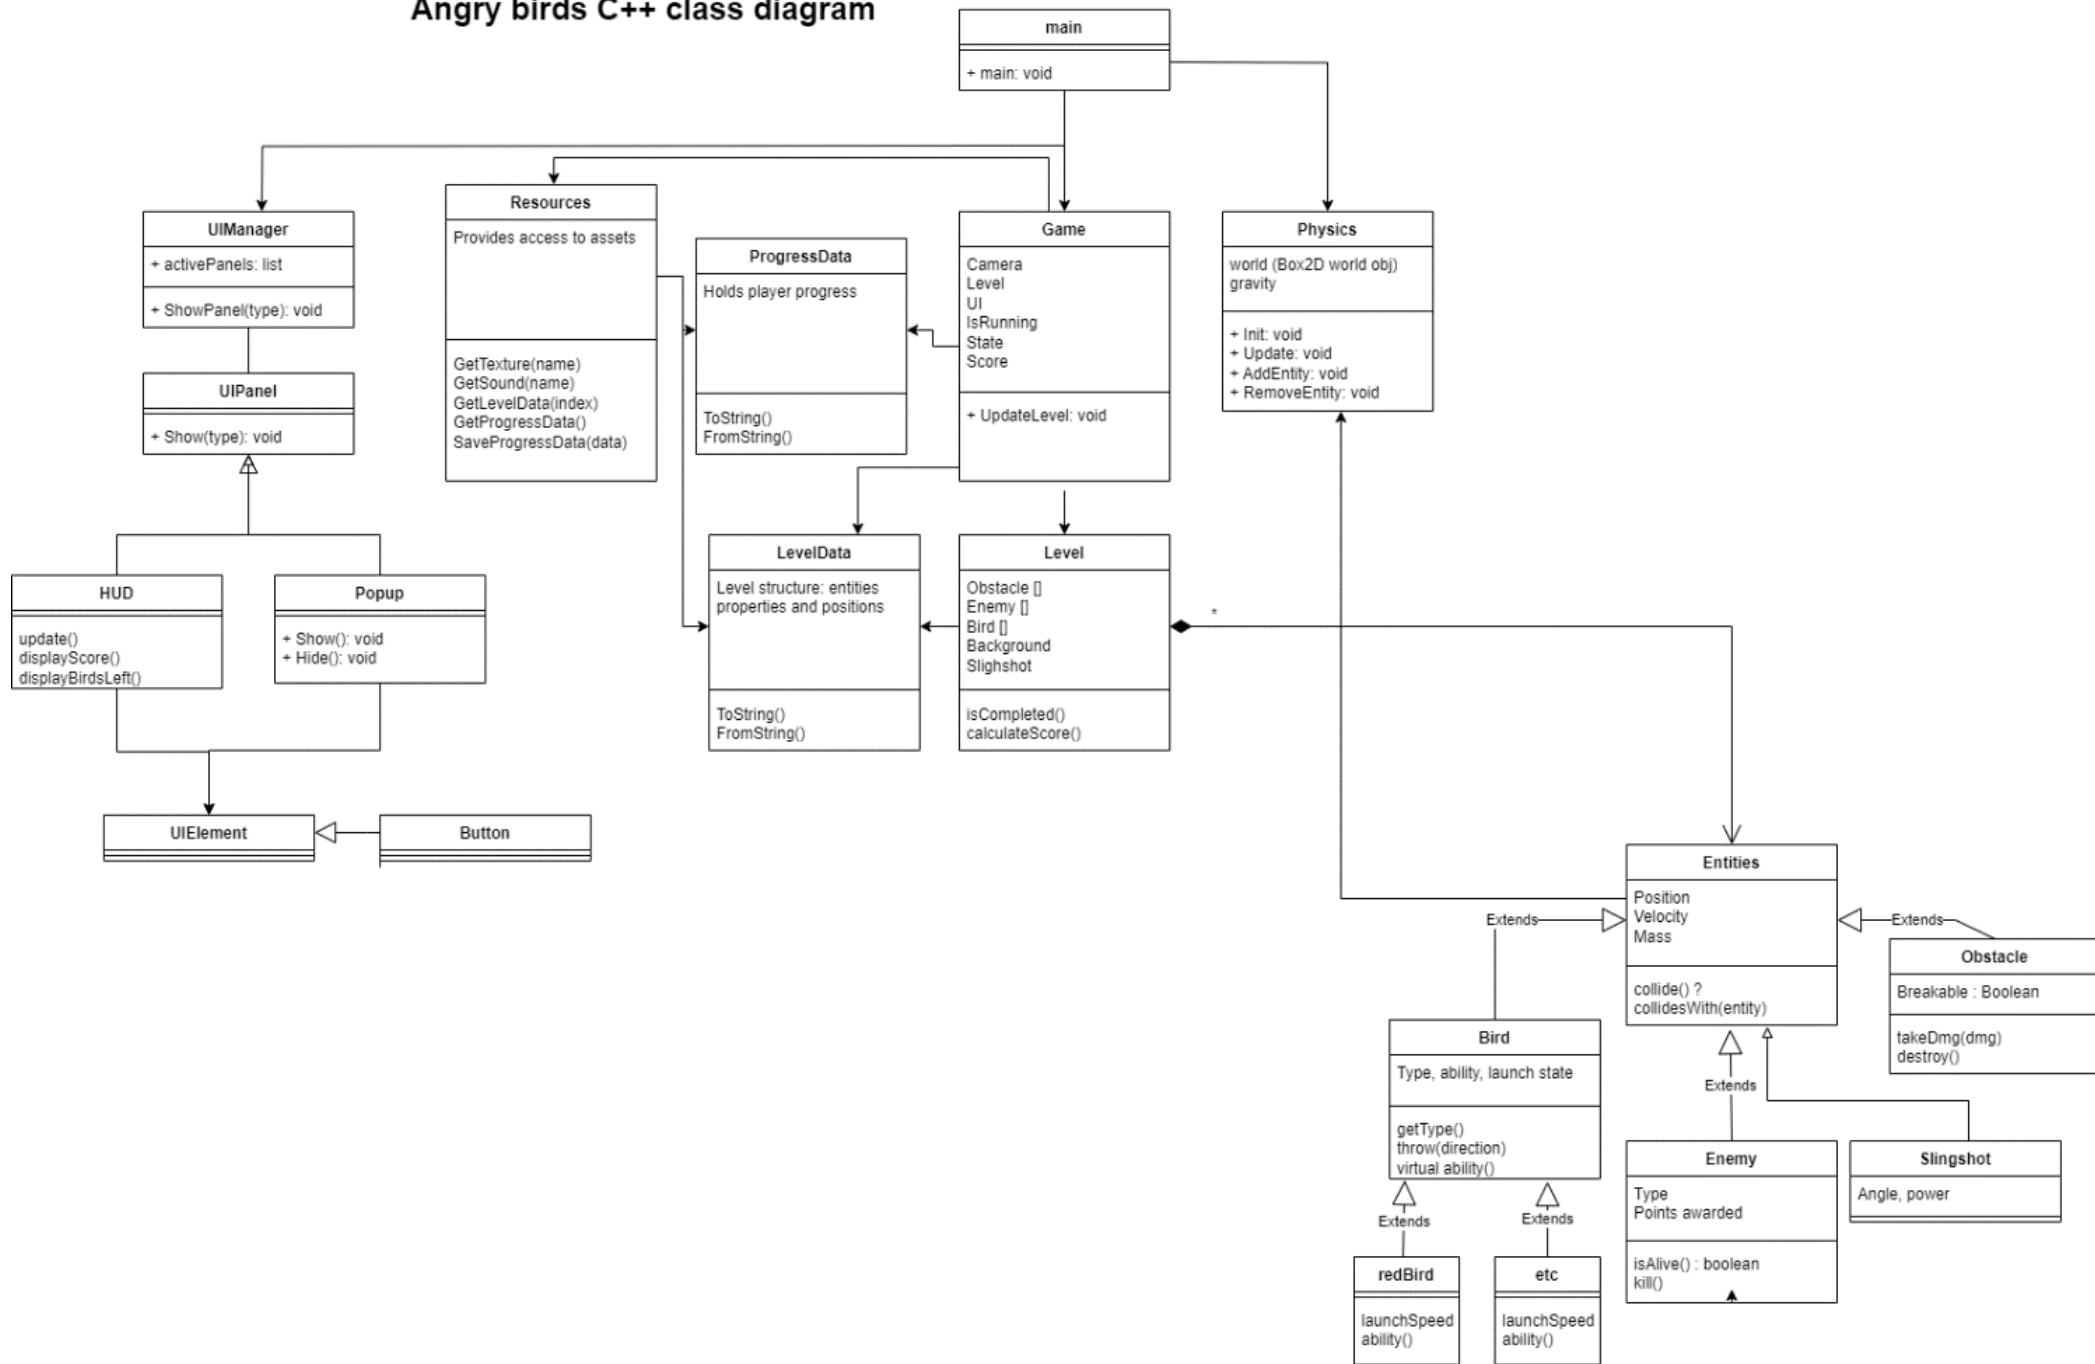 Angry birds C++ class diagram
main
+ main: void
UIManager
+ activePanels: list
+ ShowPanel(type): void
UIPanel
+ Show(type): void
HUD
update()
displayScore()
displayBirdsLeft()
Popup
+ Show(): void
+ Hide(): void
UIElement
Button
Resources
Provides access to assets
GetTexture(name)
GetSound(name)
GetLevelData(index)
GetProgressData()
SaveProgressData(data)
ProgressData
Holds player progress
ToString()
FromString()
Game
Camera
Level
UI
IsRunning
State
Score
+ UpdateLevel: void
Physics
world (Box2D world obj)
gravity
+ Init: void
+ Update: void
+ AddEntity: void
+ RemoveEntity: void
LevelData
Level structure: entities
properties and positions
ToString()
FromString()
Level
Obstacle []
Enemy []
Bird []
Background
Slighshot
isCompleted()
calculateScore()
*
Entities
Position
Velocity
Mass
collide() ?
collidesWith(entity)
Extends
Extends
Obstacle
Breakable : Boolean
takeDmg(dmg)
destroy()
Bird
Type, ability, launch state
getType()
throw(direction)
virtual ability()
Extends
Enemy
Type
Points awarded
isAlive() : boolean
kill()
Slingshot
Angle, power
Extends
Extends
redBird
launchSpeed
ability()
etc
launchSpeed
ability()